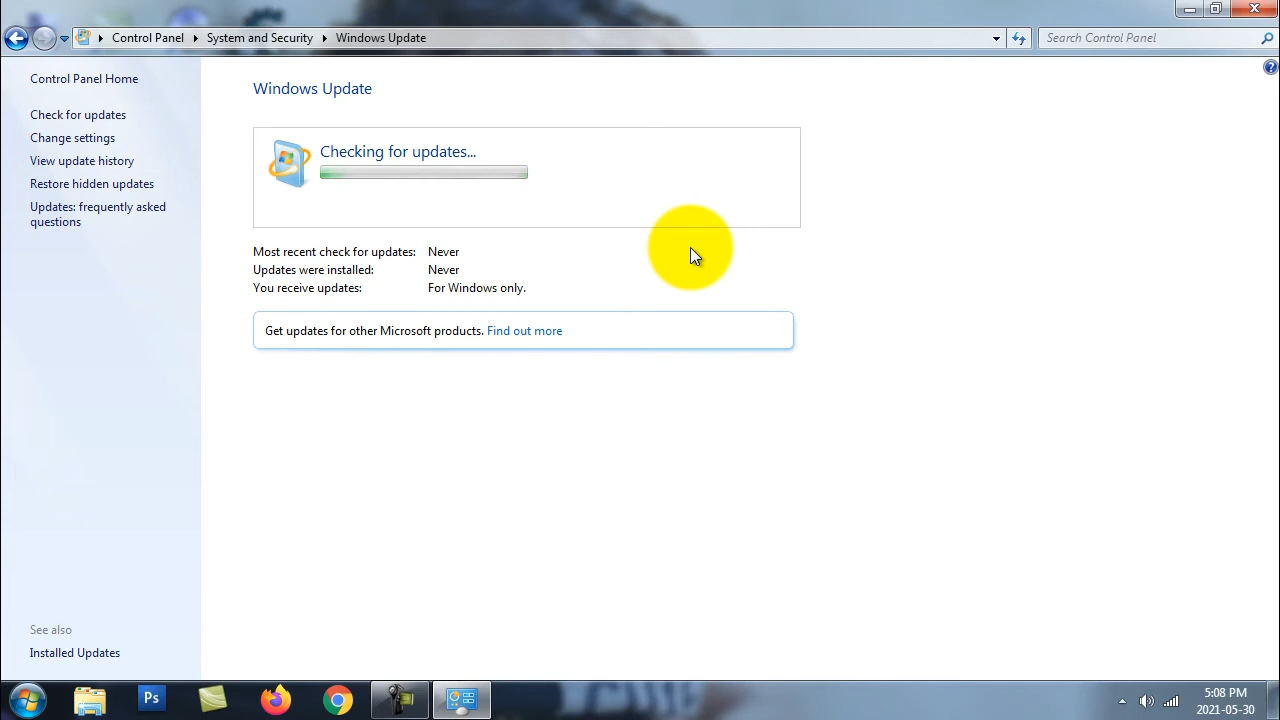 Control Panel
System and Security
Windows Update
Search Control Panel
Control Panel Home
Check for updates
Change settings
View update history
Restore hidden updates
Updates: frequently asked
questions
Windows Update
Checking for updates...
Most recent check for updates: Never
Updates were installed: Never
You receive updates: For Windows only.
Get updates for other Microsoft products. Find out more
See also
Installed Updates
Ps
5:08 PM
2021-05-30